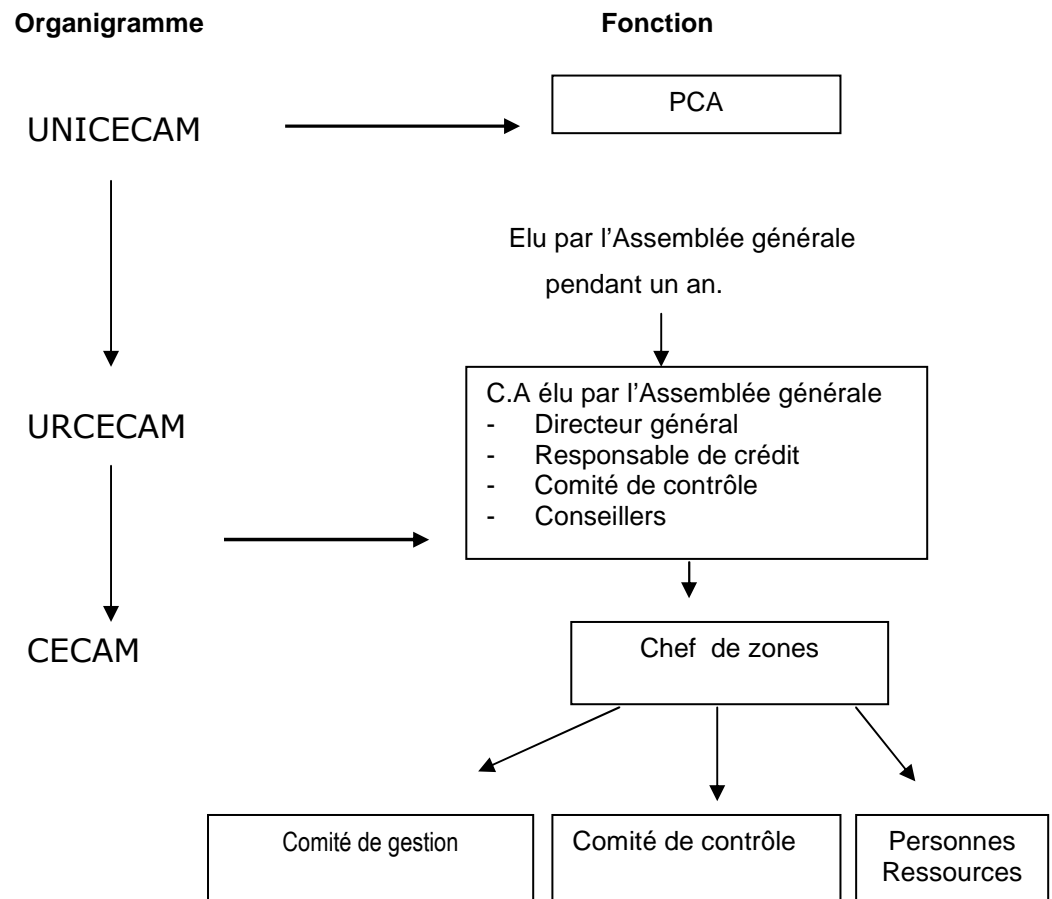 Organigramme Fonction
PCA
UNICECAM
Elu par l’Assemblée générale
pendant un an.
C.A élu par l’Assemblée générale
- Directeur général
- Responsable de crédit
- Comité de contrôle
- Conseillers
URCECAM
CECAM
Chef de zones
Comité de gestion
Comité de contrôle
Personnes
Ressources